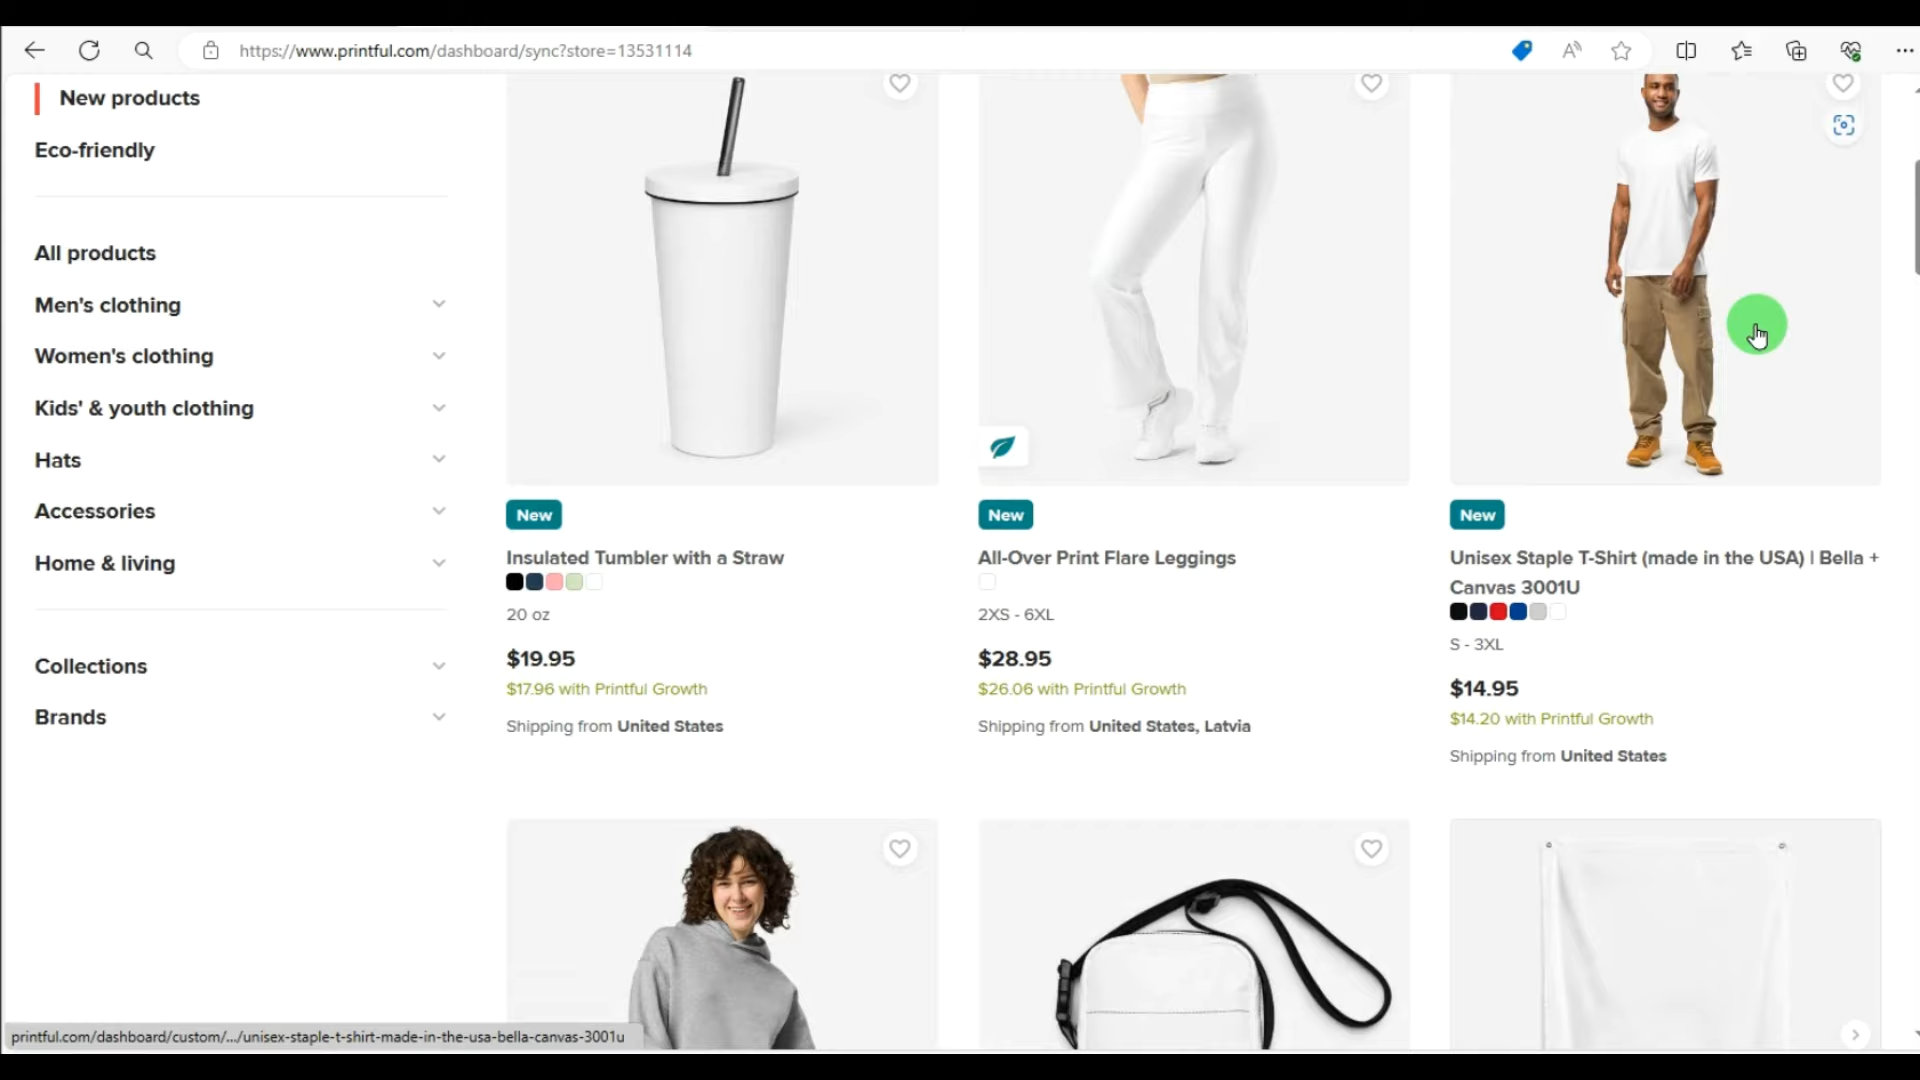 https://www.printful.com/dashboard/sync?store=13531114
New products
Eco-friendly
All products
Men's clothing
Women's clothing
Kids' & youth clothing
Hats
Accessories
Home & living
Collections
Brands
New
Insulated Tumbler with a Straw
20 oz
$19.95
$17.96 with Printful Growth
Shipping from United States
New
All-Over Print Flare Leggings
2XS - 6XL
$28.95
$26.06 with Printful Growth
Shipping from United States, Latvia
New
Unisex Staple T-Shirt (made in the USA) | Bella +
Canvas 3001U
S - 3XL
$14.95
$14.20 with Printful Growth
Shipping from United States
printful.com/dashboard/custom/.../unisex-staple-t-shirt-made-in-the-usa-bella-canvas-3001u